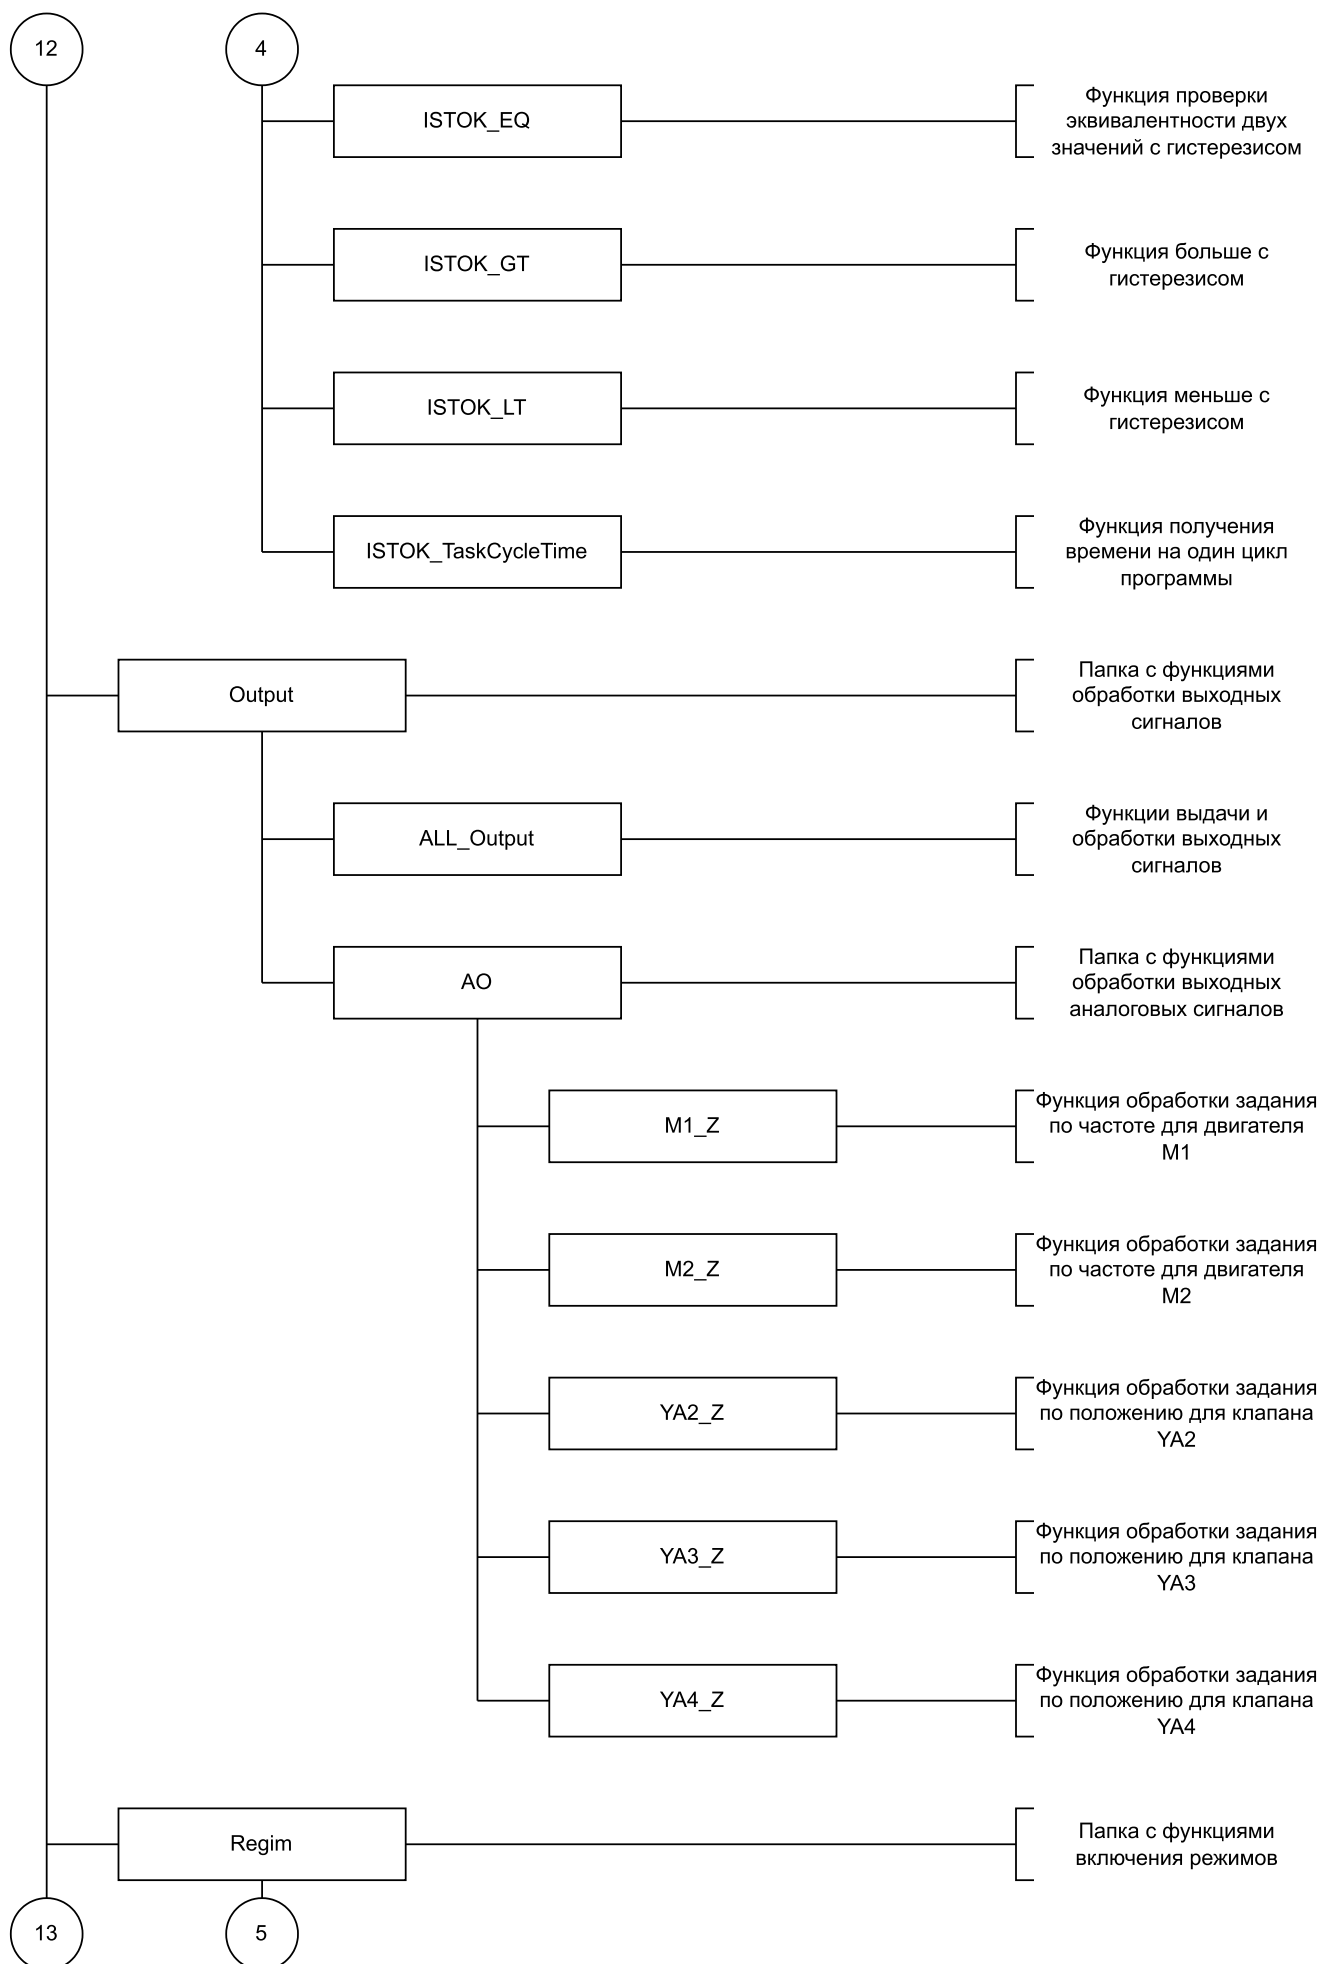 12
4
ISTOK_EQ
Функция проверки
эквивалентности двух
значений с гистерезисом
ISTOK_GT
Функция больше с
гистерезисом
ISTOK_LT
Функция меньше с
гистерезисом
ISTOK_TaskCycleTime
Функция получения
времени на один цикл
программы
Output
Папка с функциями
обработки выходных
сигналов
ALL_Output
Функции выдачи и
обработки выходных
сигналов
AO
Папка с функциями
обработки выходных
аналоговых сигналов
M1_Z
Функция обработки задания
по частоте для двигателя
M1
M2_Z
Функция обработки задания
по частоте для двигателя
M2
YA2_Z
Функция обработки задания
по положению для клапана
YA2
YA3_Z
Функция обработки задания
по положению для клапана
YA3
YA4_Z
Функция обработки задания
по положению для клапана
YA4
Regim
Папка с функциями
включения режимов
13
5